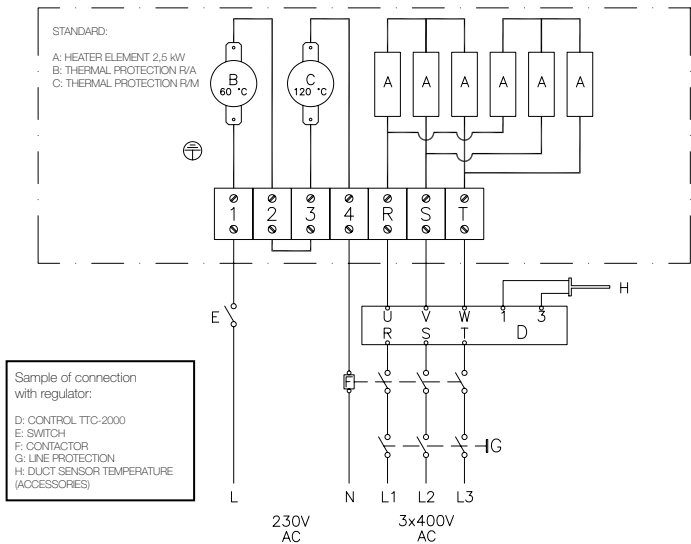 STANDARD:
A: HEATER ELEMENT 2,5 kW
B: THERMAL PROTECTION R/A
C: THERMAL PROTECTION R/M
B
60 °C
C
120 °C
A A A A A A
1 2 3 4 R S T
H
E
U V W 1 3
R S T D
F
Sample of connection
with regulator:
D: CONTROL TTC-2000
E: SWITCH
F: CONTACTOR
G: LINE PROTECTION
H: DUCT SENSOR TEMPERATURE
(ACCESSORIES)
G
L N L1 L2 L3
230V
AC
3x400V
AC